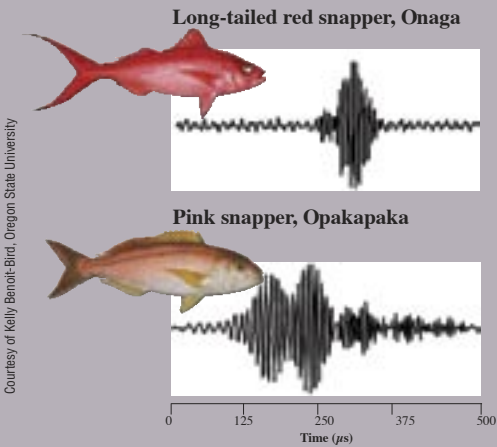 Long-tailed red snapper, Onaga
Pink snapper, Opakapaka
Courtesy of Kelly Benoit-Bird, Oregon State University
0 125 250 375 500
Time (µs)